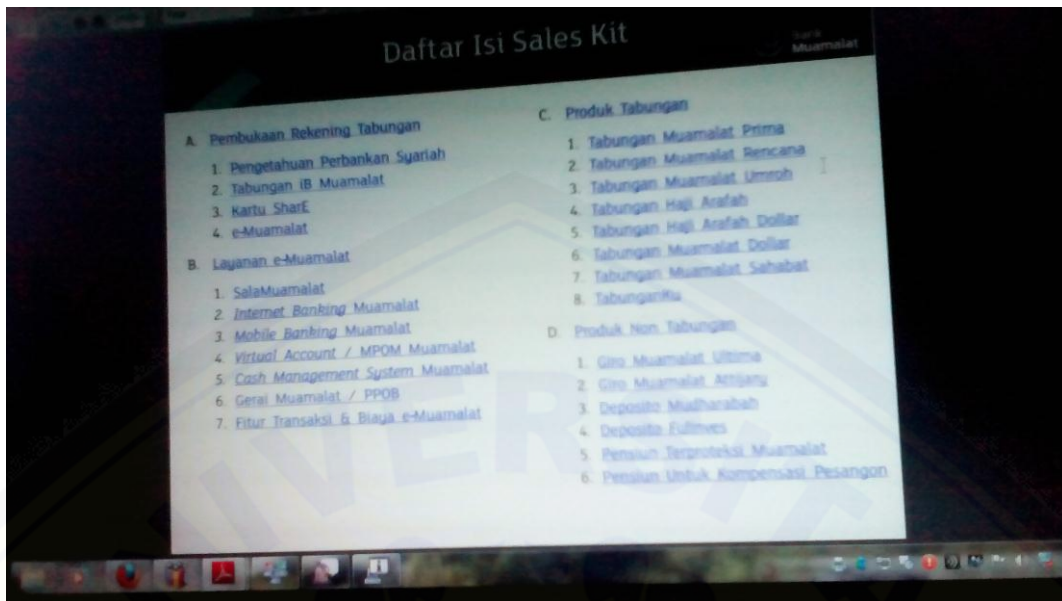 Daftar Isi Sales Kit
Bank
Muamalat
A. Pembukaan Rekening Tabungan
1. Pengetahuan Perbankan Syariah
2. Tabungan iB Muamalat
3. Kartu SharE
4. e-Muamalat
B. Layanan e-Muamalat
1. SalaMuamalat
2. Internet Banking Muamalat
3. Mobile Banking Muamalat
4. Virtual Account / MPOM Muamalat
5. Cash Management System Muamalat
6. Gerai Muamalat / PPOB
7. Fitur Transaksi & Biaya e-Muamalat
C. Produk Tabungan
1. Tabungan Muamalat Prima
2. Tabungan Muamalat Rencana
3. Tabungan Muamalat Umroh
4. Tabungan Haji Arafah
5. Tabungan Haji Arafah Dollar
6. Tabungan Muamalat Dollar
7. Tabungan Muamalat Sahabat
8. TabunganKu
D. Produk Non Tabungan
1. Giro Muamalat Ultima
2. Giro Muamalat Attijary
3. Deposito Mudharabah
4. Deposito Fulinves
5. Pensiun Terproteksi Muamalat
6. Pensiun Untuk Kompensasi Pesangon